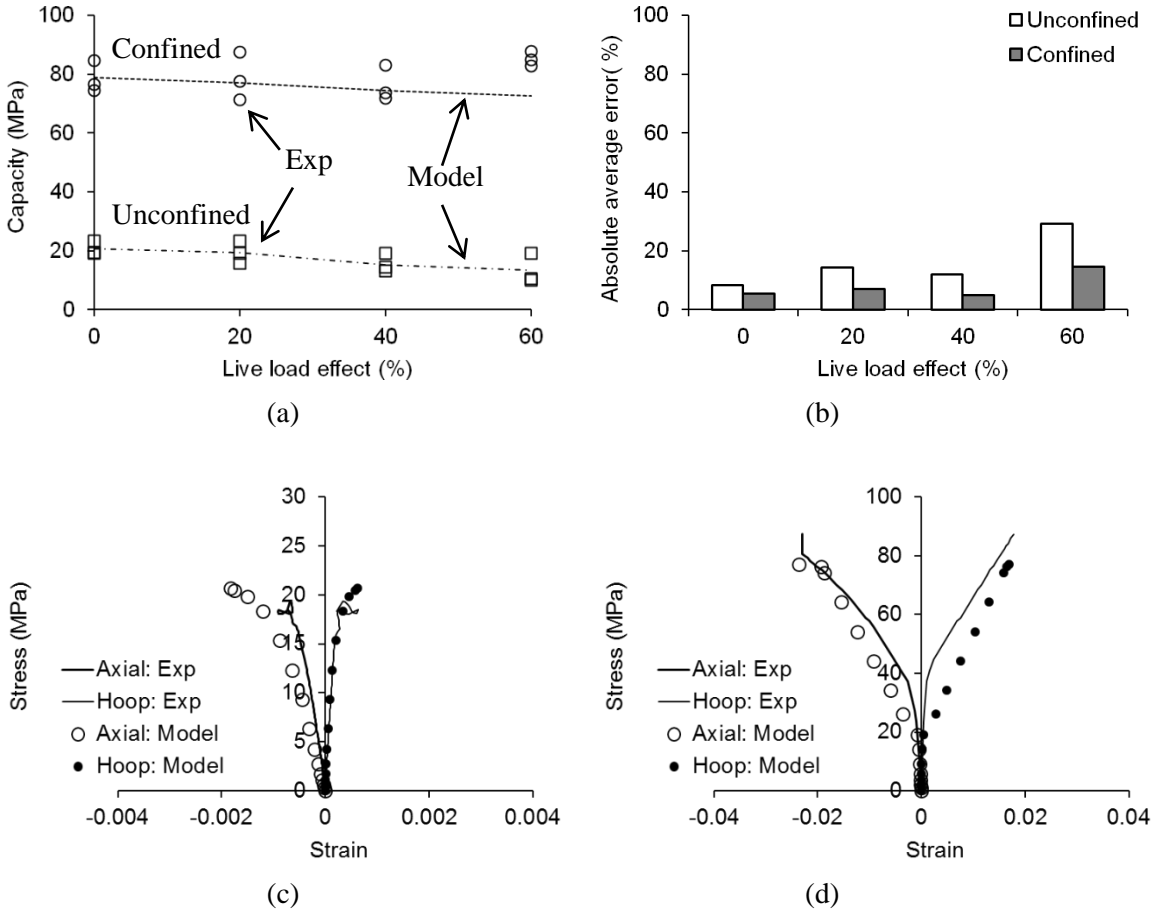 100
80
60
40
20
0
Capacity (MPa)
Confined
Exp
Model
Unconfined
0 20 40 60
Live load effect (%)
(a)
100
80
60
40
20
0
Absolute average error( %)
Unconfined
Confined
0 20 40 60
Live load effect (%)
(b)
30
25
20
15
10
5
0
Stress (MPa)
Axial: Exp
Hoop: Exp
Axial: Model
Hoop: Model
-0.004 -0.002 0 0.002 0.004
Strain
(c)
100
80
60
40
20
0
Stress (MPa)
Axial: Exp
Hoop: Exp
Axial: Model
Hoop: Model
-0.04 -0.02 0 0.02 0.04
Strain
(d)